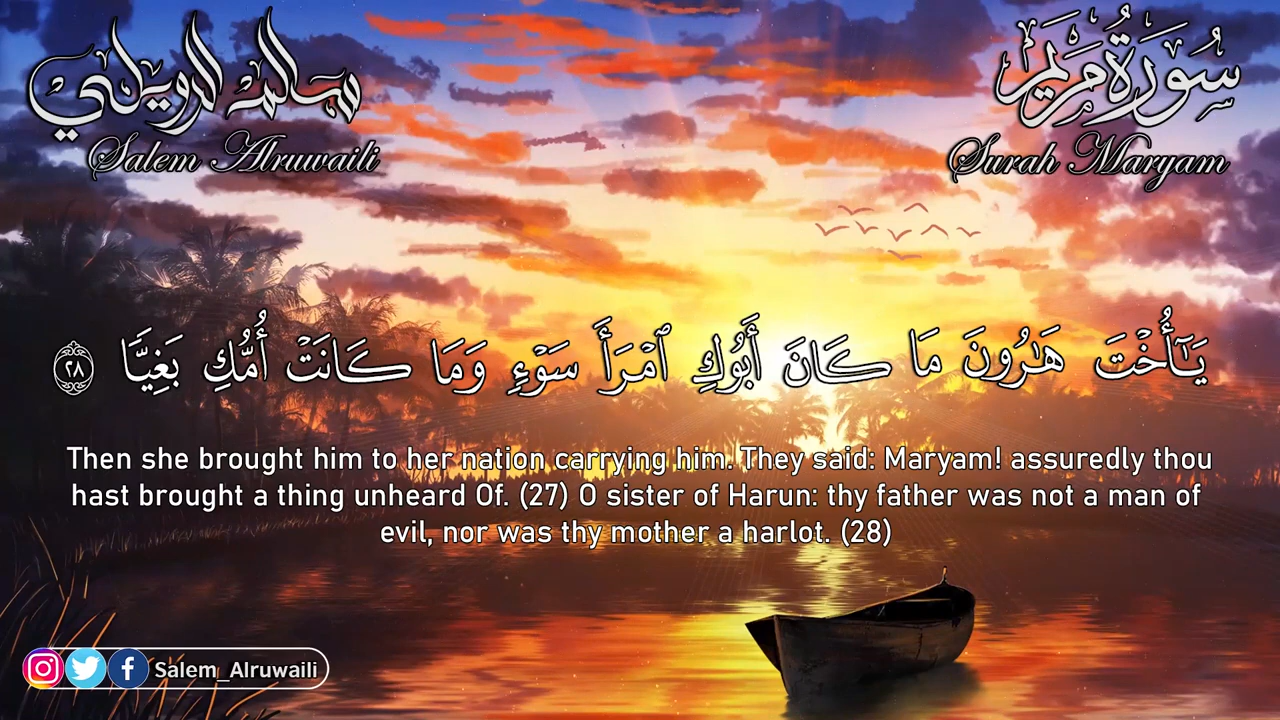 سالم الرويلي
Salem Alruwaili
سُورَةُ مَرْيَم
Surah Maryam
يَـٰٓأُخْتَ هَـٰرُونَ مَا كَانَ أَبُوكِ ٱمْرَأَ سَوْءٍۢ وَمَا كَانَتْ أُمُّكِ بَغِيًّۭا ٢٨
Then she brought him to her nation carrying him. They said: Maryam! assuredly thou
hast brought a thing unheard Of. (27) O sister of Harun: thy father was not a man of
evil, nor was thy mother a harlot. (28)
Salem_Alruwaili